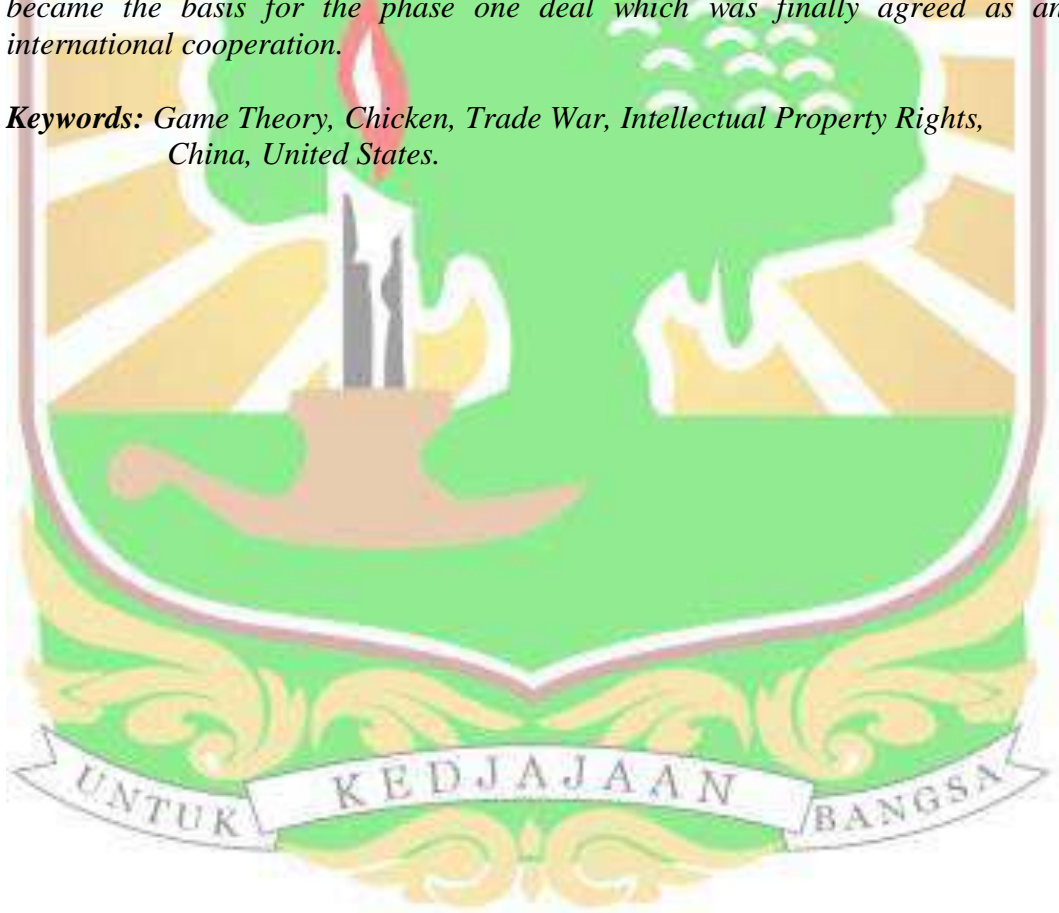 became the basis for the phase one deal which was finally agreed as an
international cooperation.
Keywords: Game Theory, Chicken, Trade War, Intellectual Property Rights,
China, United States.
UNTUK KEDJAJAAN BANGSA